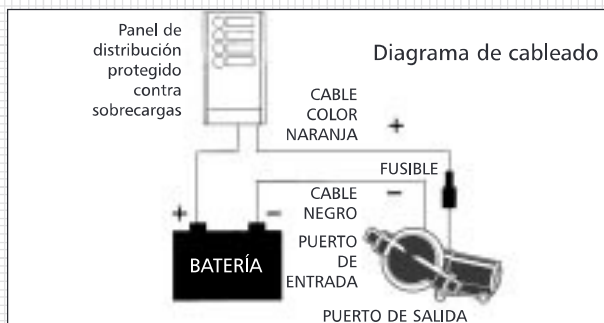 Panel de
distribución
protegido
contra
sobrecargas
Diagrama de cableado
CABLE
COLOR
NARANJA
+
FUSIBLE
+
−
CABLE
NEGRO
−
BATERÍA
PUERTO
DE
ENTRADA
PUERTO DE SALIDA